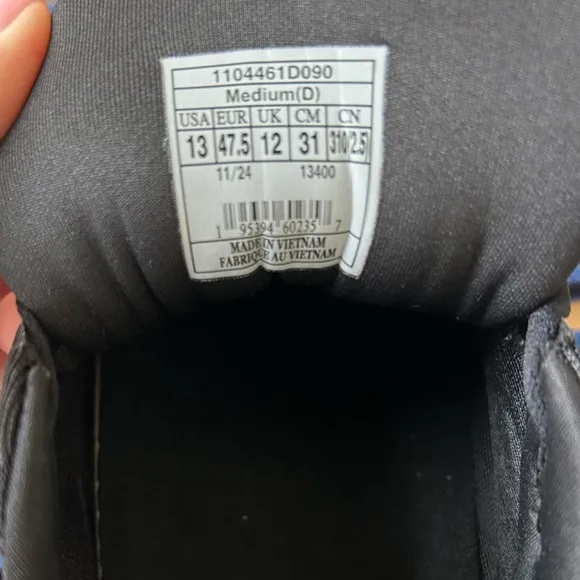 1104461D090
Medium(D)
USA EUR UK CM CN
13 47.5 12 31 310/2.5
11/24 13400
1 95394 60235 7
MADE IN VIETNAM
FABRIQUE AU VIETNAM